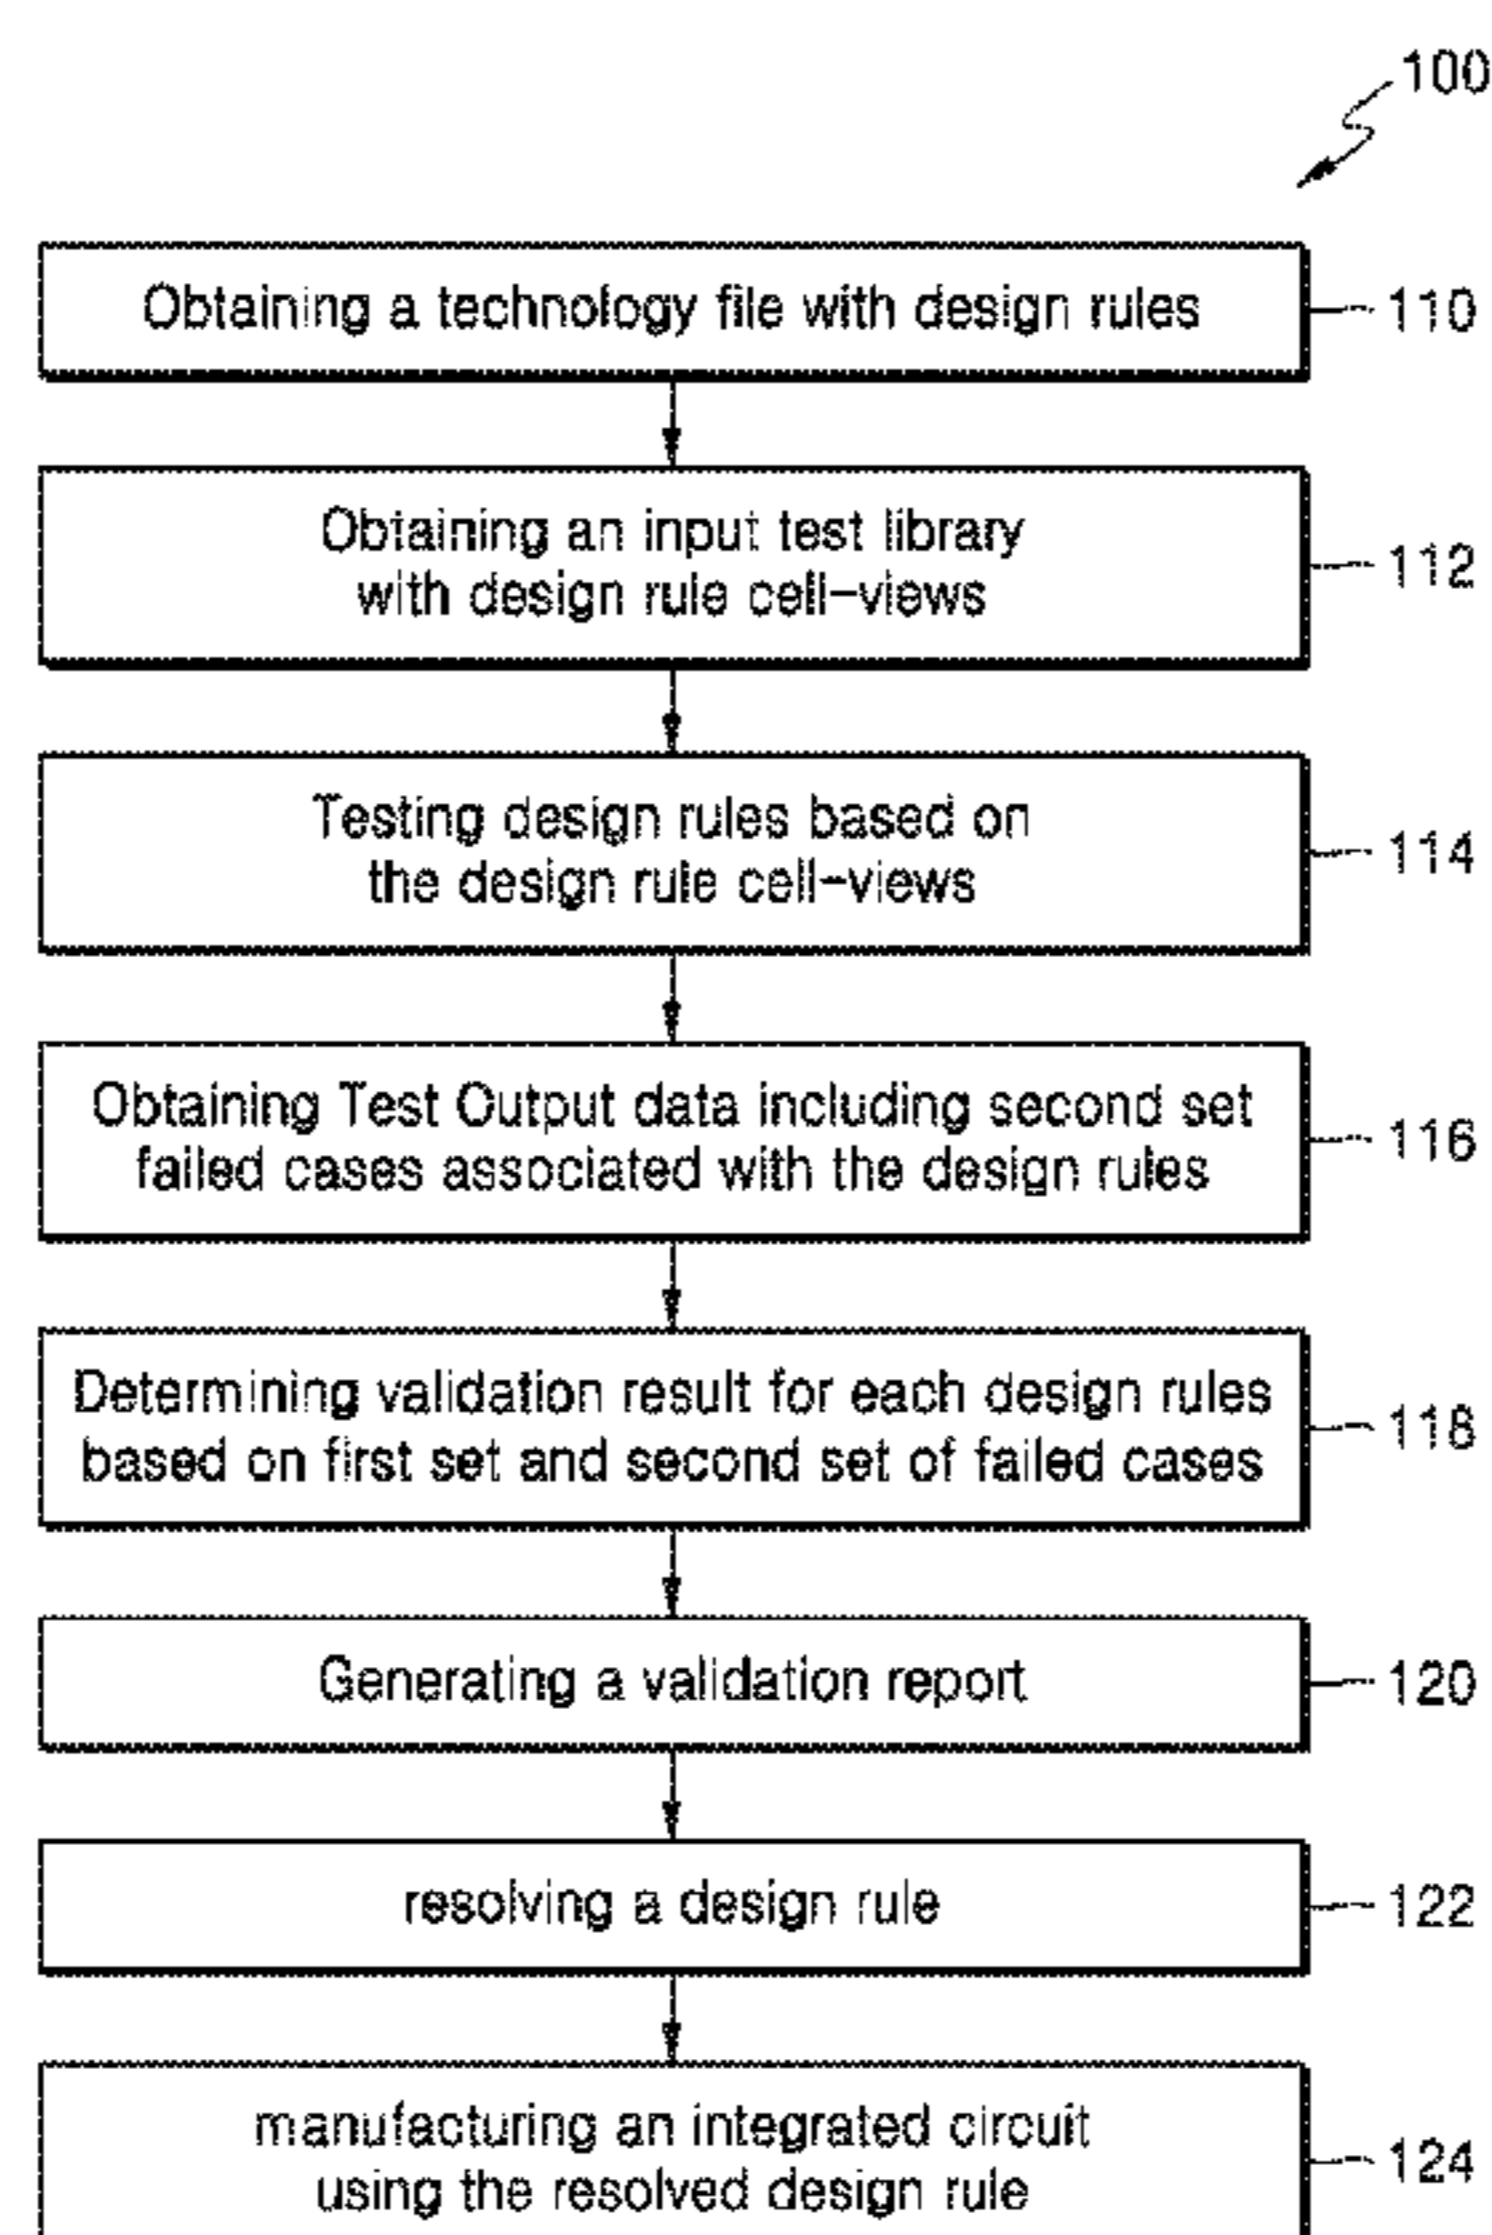 100
Obtaining a technology file with design rules
110
Obtaining an input test library
with design rule cell-views
112
Testing design rules based on
the design rule cell-views
114
Obtaining Test Output data including second set
failed cases associated with the design rules
116
Determining validation result for each design rules
based on first set and second set of failed cases
118
Generating a validation report
120
resolving a design rule
122
manufacturing an integrated circuit
using the resolved design rule
124